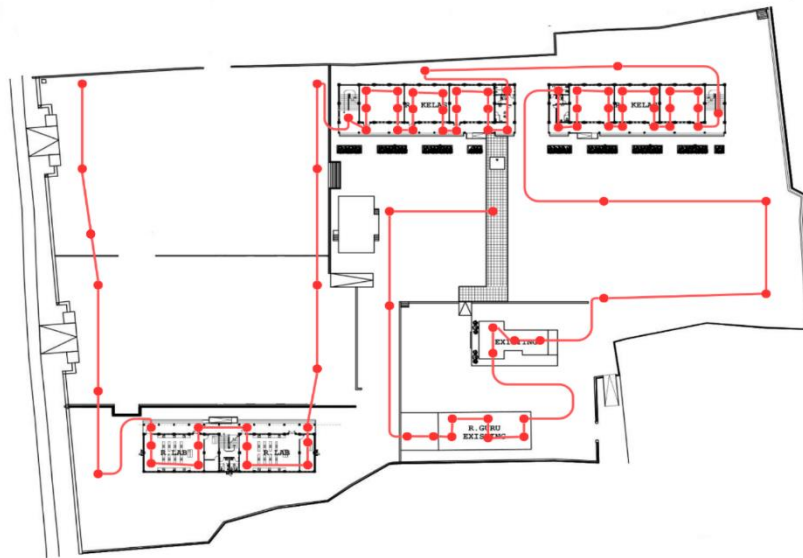 R. KELAS
R. KELAS
EXISTING
R.GURU
EXISTING
R. LAB
R. LAB